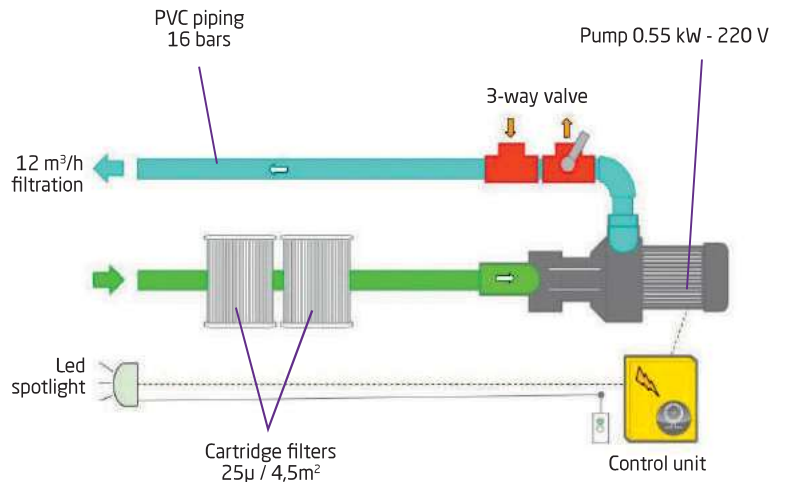 PVC piping
16 bars
Pump 0.55 kW - 220 V
3-way valve
12 m³/h
filtration
Led
spotlight
Cartridge filters
25µ / 4,5m²
Control unit